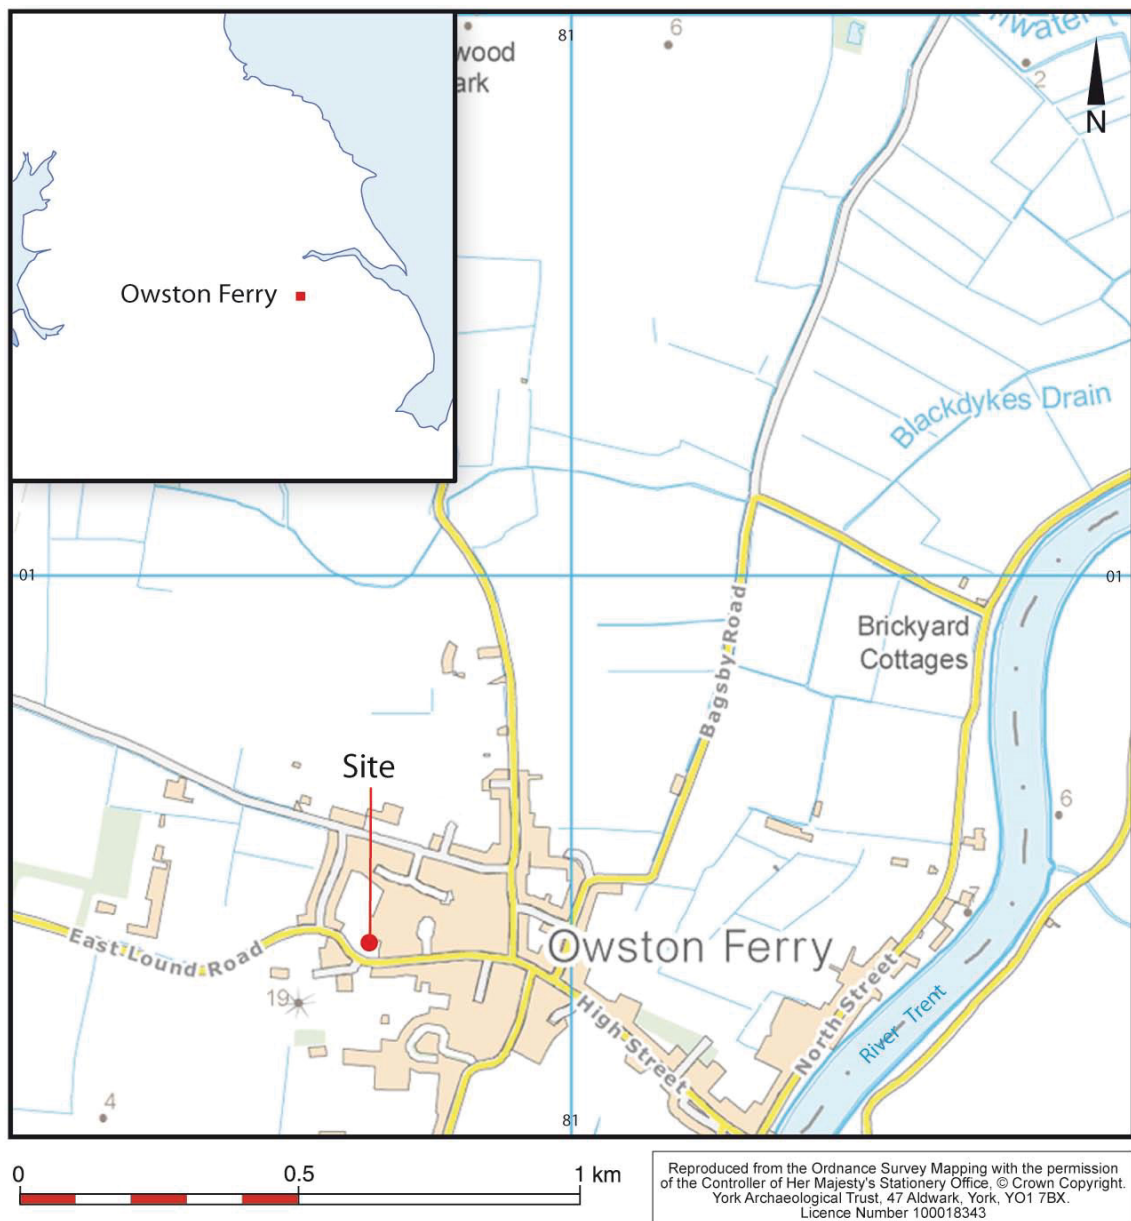 81
6
wood
ark
2
N
Owston Ferry
Blackdykes Drain
01
01
Brickyard
Cottages
Bagsby Road
Site
6
East Lound Road
Owston Ferry
19
High Street
North Street
River Trent
4
81
0
0.5
1 km
Reproduced from the Ordnance Survey Mapping with the permission
of the Controller of Her Majesty's Stationery Office, © Crown Copyright.
York Archaeological Trust, 47 Aldwark, York, YO1 7BX.
Licence Number 100018343